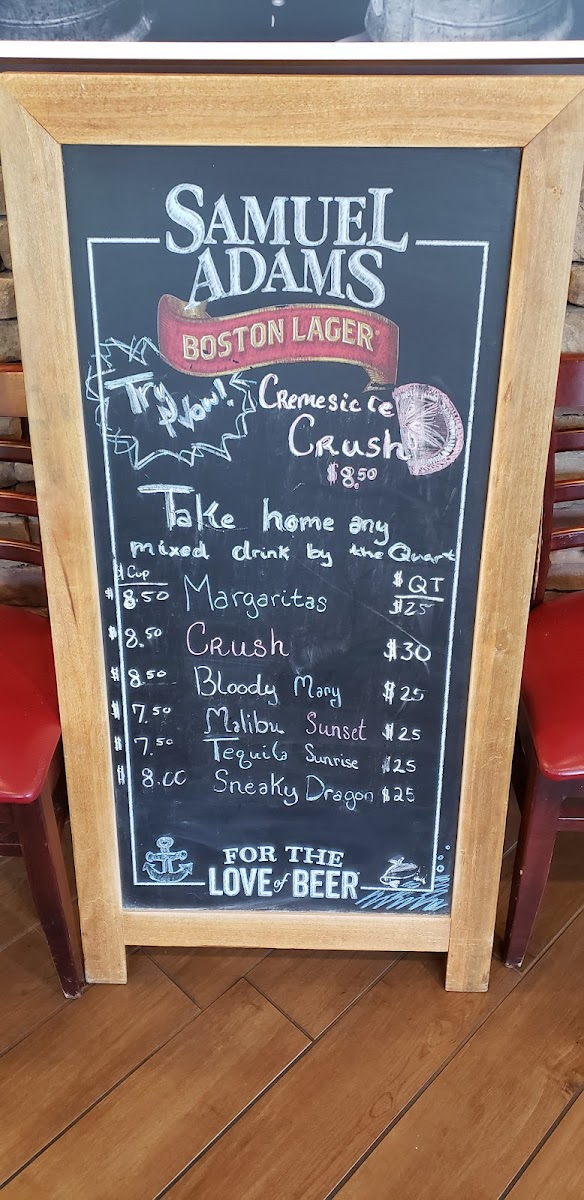 SAMUEL
ADAMS
BOSTON LAGER
Try
Now!
Cremesicle
Crush
$8.50
Take home any
mixed drink by the Quart
Cup $QT
$8.50 Margaritas $25
$8.50 Crush $30
$8.50 Bloody Mary $25
$7.50 Malibu Sunset $25
$7.50 Tequila Sunrise $25
$8.00 Sneaky Dragon $25
FOR THE
LOVE of BEER